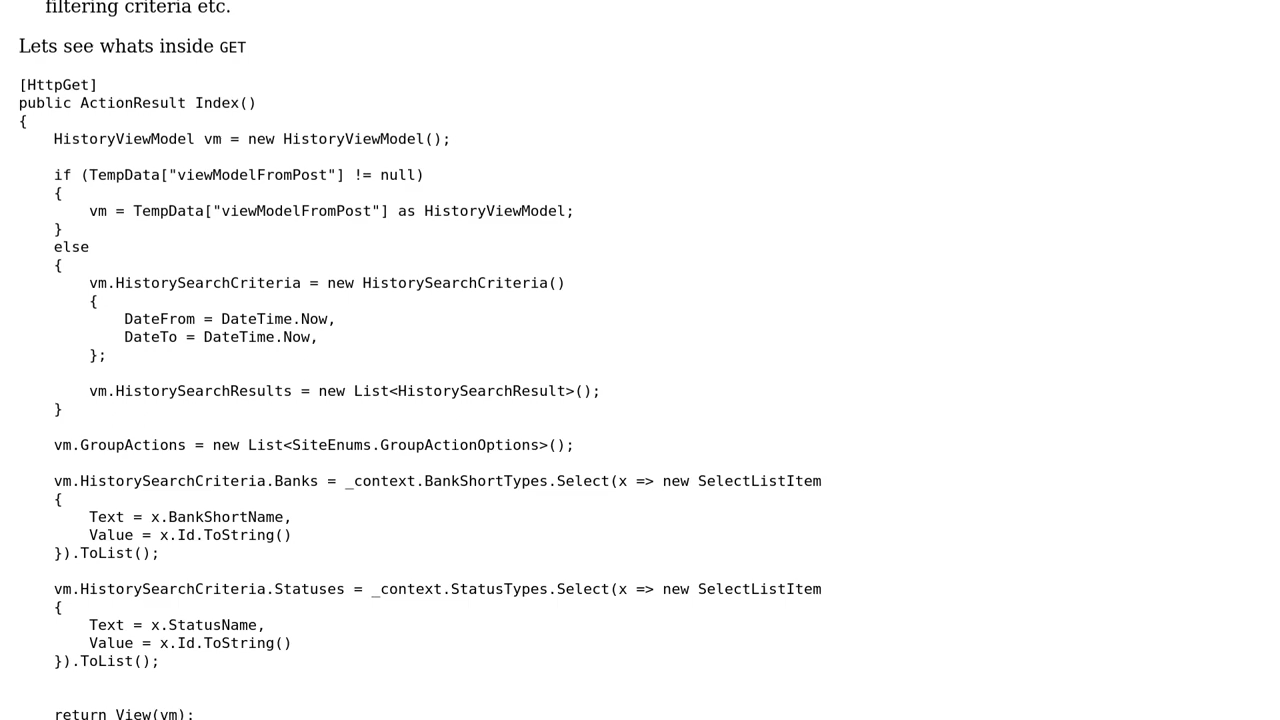 filtering criteria etc.
Lets see whats inside GET
[HttpGet]
public ActionResult Index()
{
    HistoryViewModel vm = new HistoryViewModel();

    if (TempData["viewModelFromPost"] != null)
    {
        vm = TempData["viewModelFromPost"] as HistoryViewModel;
    }
    else
    {
        vm.HistorySearchCriteria = new HistorySearchCriteria()
        {
            DateFrom = DateTime.Now,
            DateTo = DateTime.Now,
        };

        vm.HistorySearchResults = new List<HistorySearchResult>();
    }

    vm.GroupActions = new List<SiteEnums.GroupActionOptions>();

    vm.HistorySearchCriteria.Banks = _context.BankShortTypes.Select(x => new SelectListItem
    {
        Text = x.BankShortName,
        Value = x.Id.ToString()
    }).ToList();

    vm.HistorySearchCriteria.Statuses = _context.StatusTypes.Select(x => new SelectListItem
    {
        Text = x.StatusName,
        Value = x.Id.ToString()
    }).ToList();


    return View(vm);